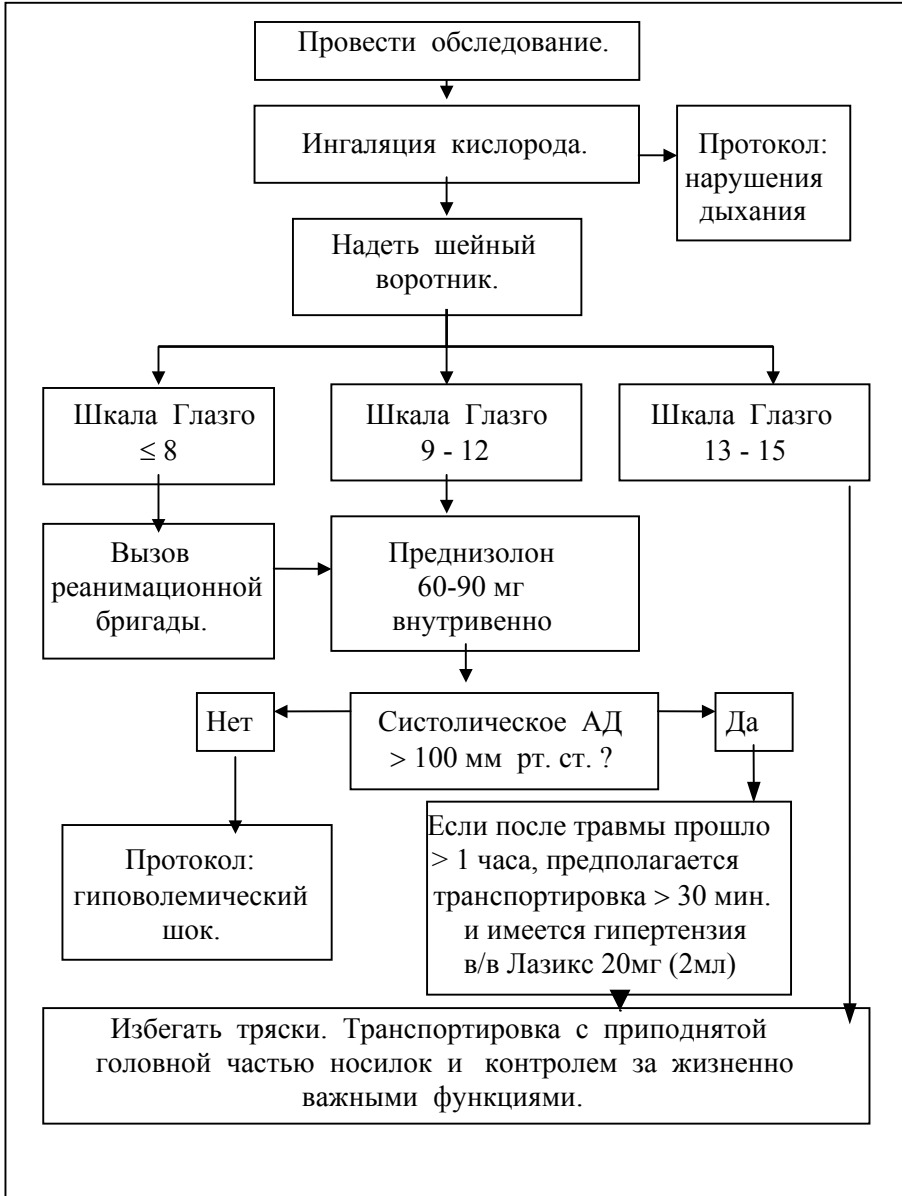 Провести обследование.
Ингаляция кислорода.
Протокол:
нарушения
дыхания
Надеть шейный
воротник.
Шкала Глазго
≤ 8
Шкала Глазго
9 - 12
Шкала Глазго
13 - 15
Вызов
реанимационной
бригады.
Преднизолон
60-90 мг
внутривенно
Нет
Систолическое АД
> 100 мм рт. ст. ?
Да
Протокол:
гиповолемический
шок.
Если после травмы прошло
> 1 часа, предполагается
транспортировка > 30 мин.
и имеется гипертензия
в/в Лазикс 20мг (2мл)
Избегать тряски. Транспортировка с приподнятой
головной частью носилок и контролем за жизненно
важными функциями.